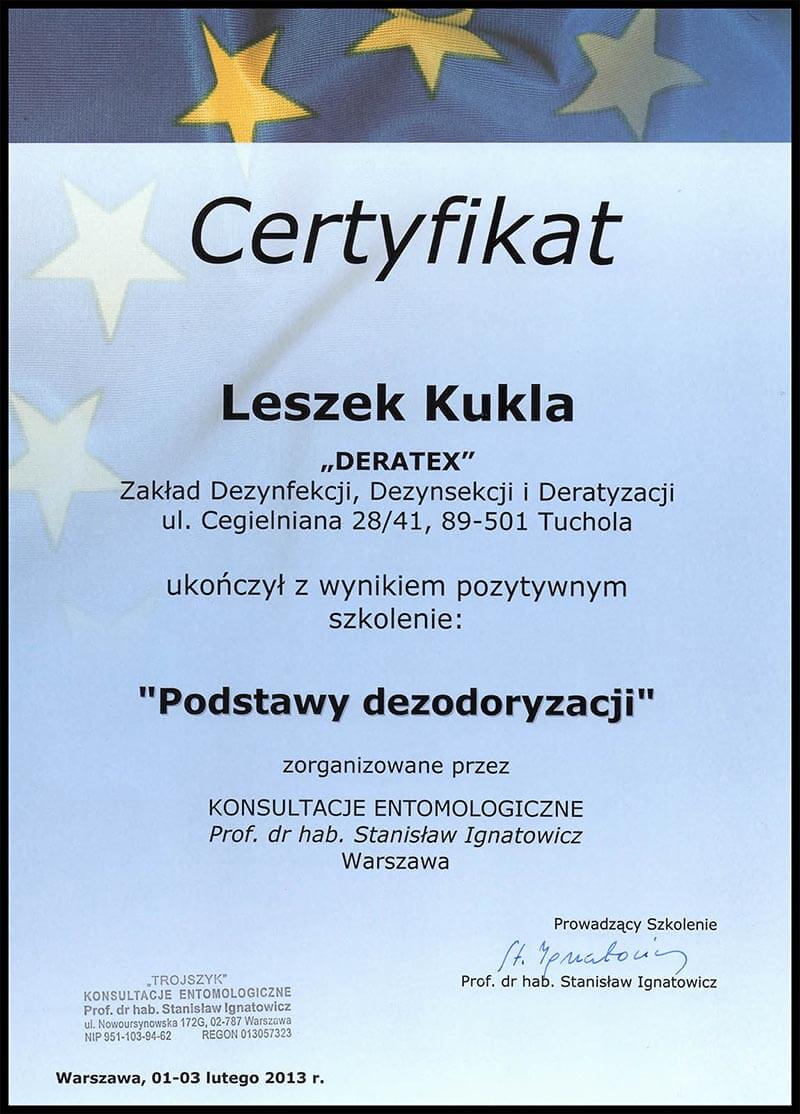 Certyfikat
Leszek Kukla
„DERATEX”
Zakład Dezynfekcji, Dezynsekcji i Deratyzacji
ul. Cegielniana 28/41, 89-501 Tuchola
ukończył z wynikiem pozytywnym
szkolenie:
"Podstawy dezodoryzacji"
zorganizowane przez
KONSULTACJE ENTOMOLOGICZNE
Prof. dr hab. Stanisław Ignatowicz
Warszawa
Prowadzący Szkolenie
St. Ignatowicz
Prof. dr hab. Stanisław Ignatowicz
„TROJSZYK”
KONSULTACJE ENTOMOLOGICZNE
Prof. dr hab. Stanisław Ignatowicz
ul. Nowoursynowska 172G, 02-787 Warszawa
NIP 951-103-94-62 REGON 013057323
Warszawa, 01-03 lutego 2013 r.